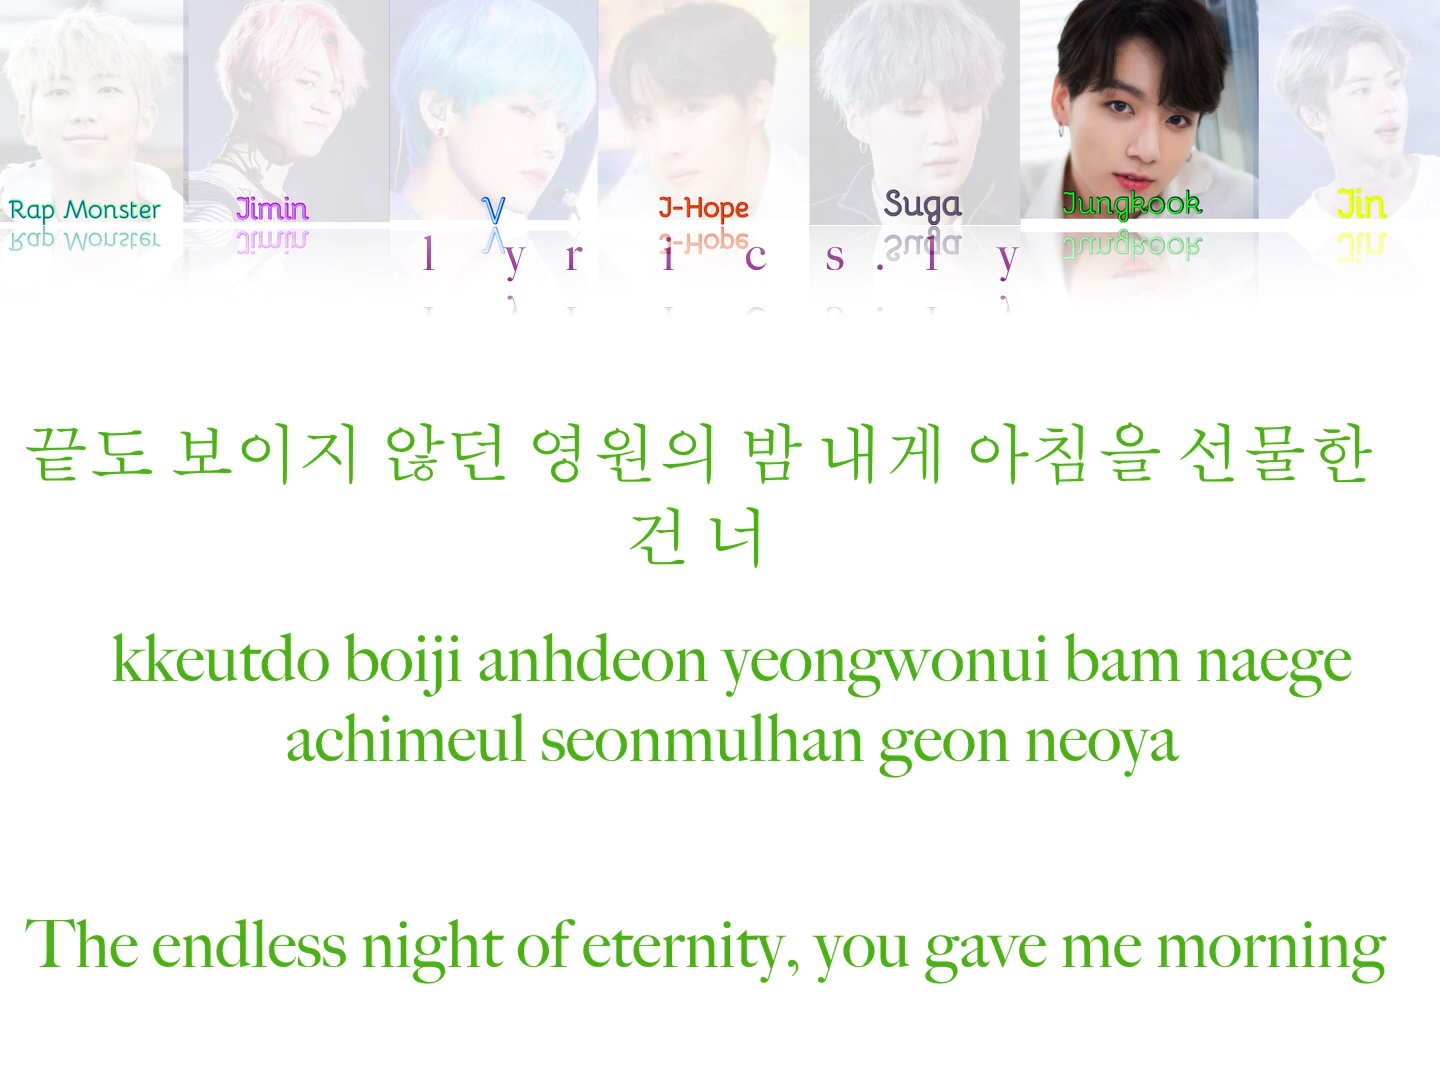 Rap Monster Jimin V J-Hope Suga Jungkook Jin
lyrics.ly
끝도 보이지 않던 영원의 밤 내게 아침을 선물한
건 너
kkeutdo boiji anhdeon yeongwonui bam naege
achimeul seonmulhan geon neoya
The endless night of eternity, you gave me morning